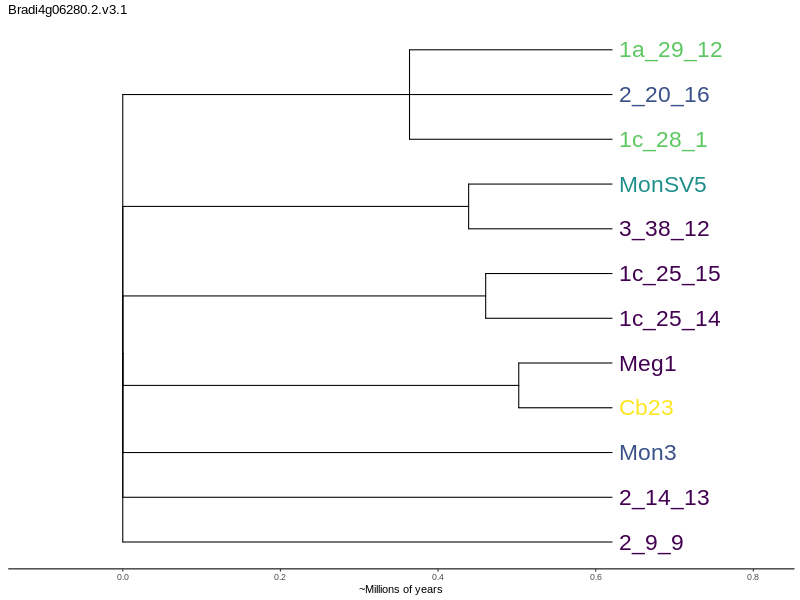 Bradi4g06280.2.v3.1
1a_29_12
2_20_16
1c_28_1
MonSV5
3_38_12
1c_25_15
1c_25_14
Meg1
Cb23
Mon3
2_14_13
2_9_9
0.0 0.2 0.4 0.6 0.8
~Millions of years